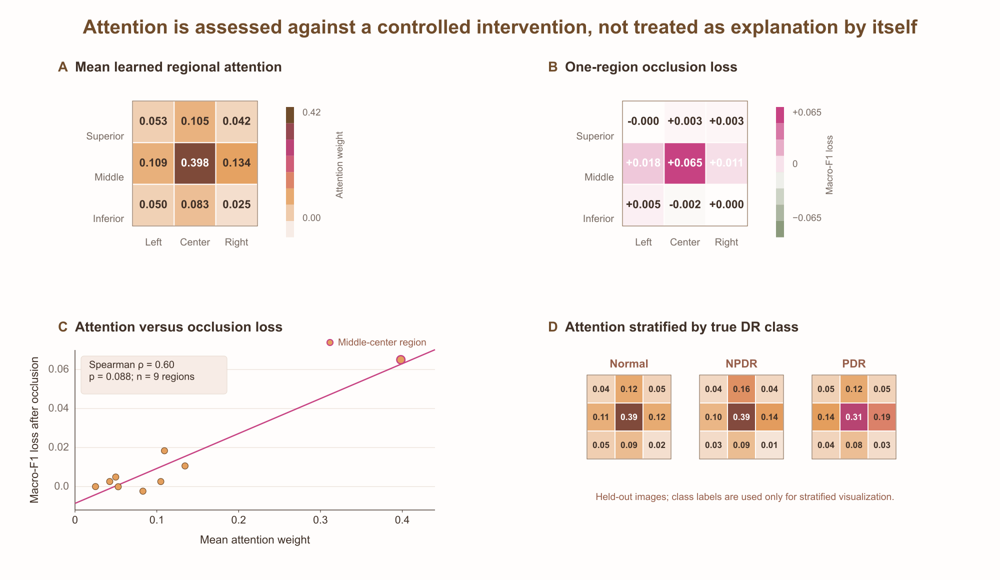 Attention is assessed against a controlled intervention, not treated as explanation by itself
A Mean learned regional attention
0.053 0.105 0.042
Superior
0.109 0.398 0.134
Middle
0.050 0.083 0.025
Inferior
Left Center Right
0.42
0.00
Attention weight
B One-region occlusion loss
-0.000 +0.003 +0.003
Superior
+0.018 +0.065 +0.011
Middle
+0.005 -0.002 +0.000
Inferior
Left Center Right
+0.065
0
−0.065
Macro-F1 loss
C Attention versus occlusion loss
Middle-center region
Spearman ρ = 0.60
p = 0.088; n = 9 regions
Macro-F1 loss after occlusion
0.06
0.04
0.02
0.0
0 0.1 0.2 0.3 0.4
Mean attention weight
D Attention stratified by true DR class
Normal
0.04 0.12 0.05
0.11 0.39 0.12
0.05 0.09 0.02
NPDR
0.04 0.16 0.04
0.10 0.39 0.14
0.03 0.09 0.01
PDR
0.05 0.12 0.05
0.14 0.31 0.19
0.04 0.08 0.03
Held-out images; class labels are used only for stratified visualization.